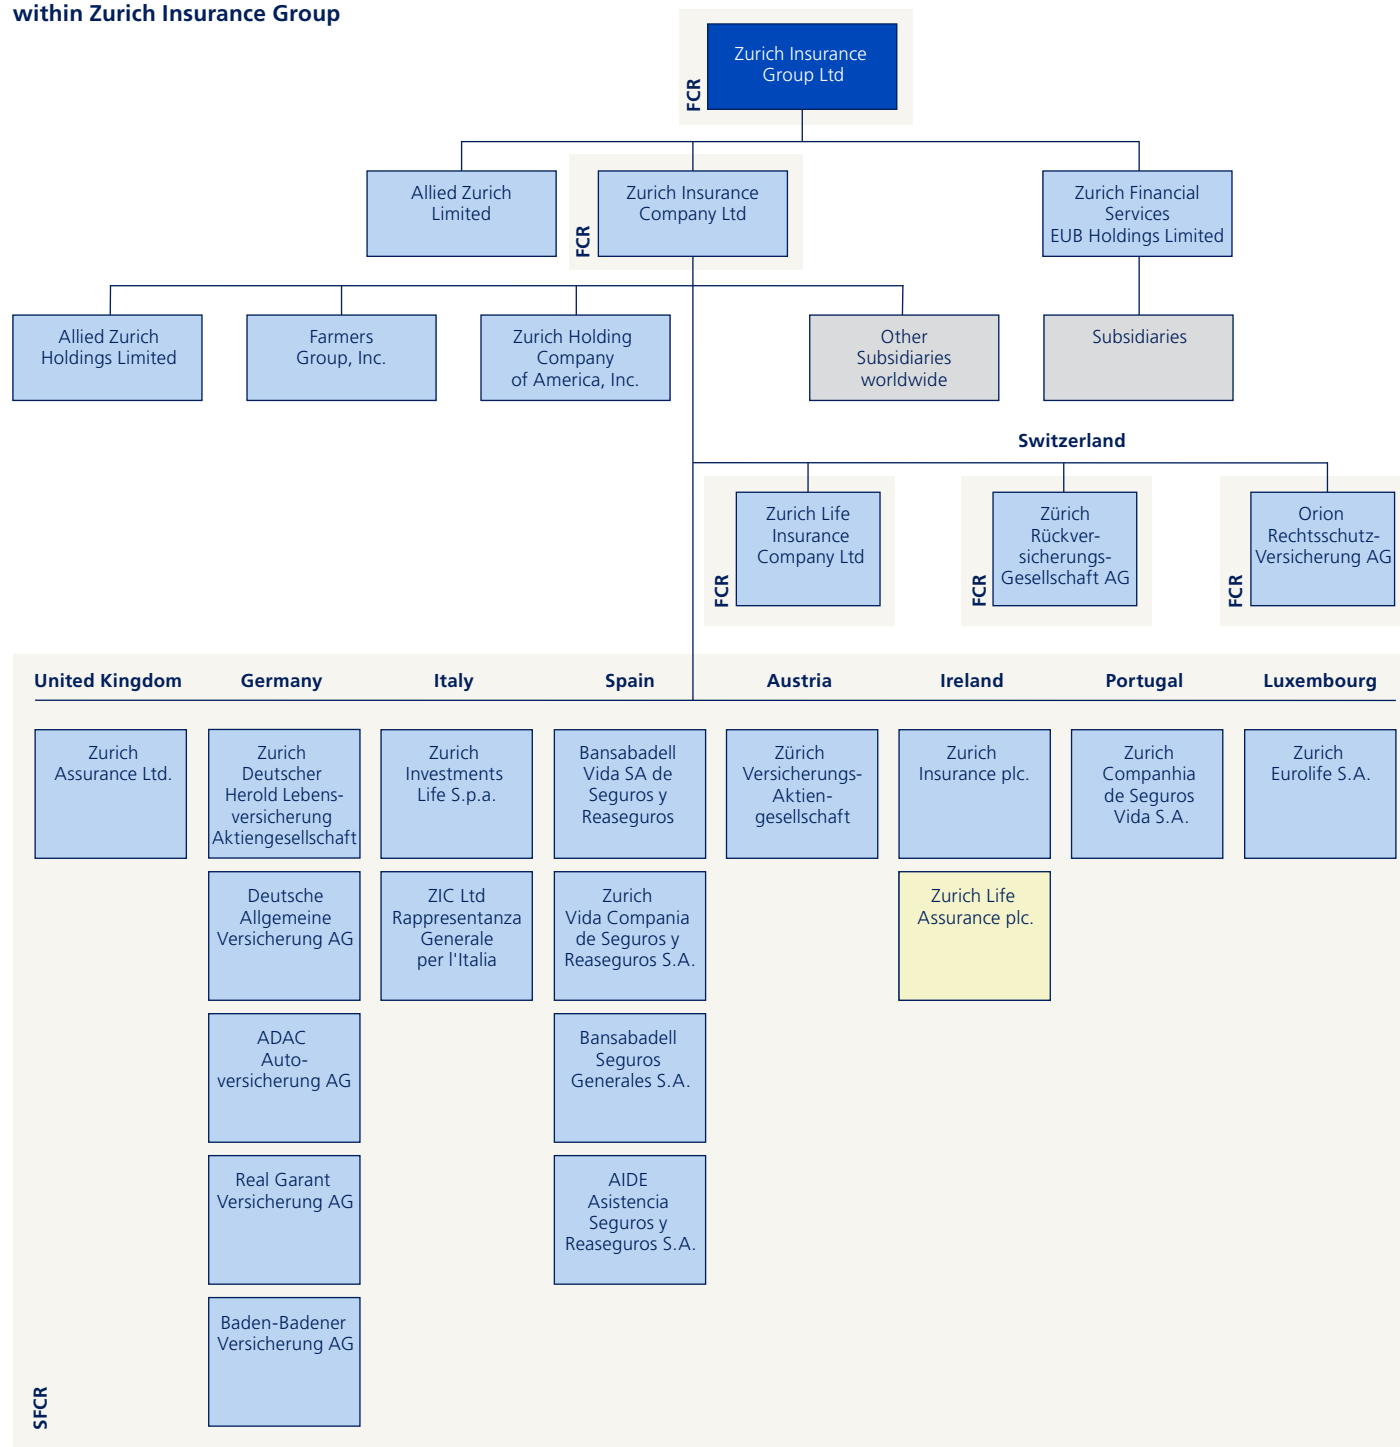 within Zurich Insurance Group
FCR
Zurich Insurance
Group Ltd
Allied Zurich
Limited
FCR
Zurich Insurance
Company Ltd
Zurich Financial
Services
EUB Holdings Limited
Allied Zurich
Holdings Limited
Farmers
Group, Inc.
Zurich Holding
Company
of America, Inc.
Other
Subsidiaries
worldwide
Subsidiaries
Switzerland
FCR
Zurich Life
Insurance
Company Ltd
FCR
Zürich
Rückver-
sicherungs-
Gesellschaft AG
FCR
Orion
Rechtsschutz-
Versicherung AG
United Kingdom
Germany
Italy
Spain
Austria
Ireland
Portugal
Luxembourg
Zurich
Assurance Ltd.
Zurich
Deutscher
Herold Lebens-
versicherung
Aktiengesellschaft
Zurich
Investments
Life S.p.a.
Bansabadell
Vida SA de
Seguros y
Reaseguros
Zürich
Versicherungs-
Aktien-
gesellschaft
Zurich
Insurance plc.
Zurich
Companhia
de Seguros
Vida S.A.
Zurich
Eurolife S.A.
Deutsche
Allgemeine
Versicherung AG
ZIC Ltd
Rappresentanza
Generale
per l'Italia
Zurich
Vida Compania
de Seguros y
Reaseguros S.A.
Zurich Life
Assurance plc.
ADAC
Auto-
versicherung AG
Bansabadell
Seguros
Generales S.A.
Real Garant
Versicherung AG
AIDE
Asistencia
Seguros y
Reaseguros S.A.
Baden-Badener
Versicherung AG
SFCR